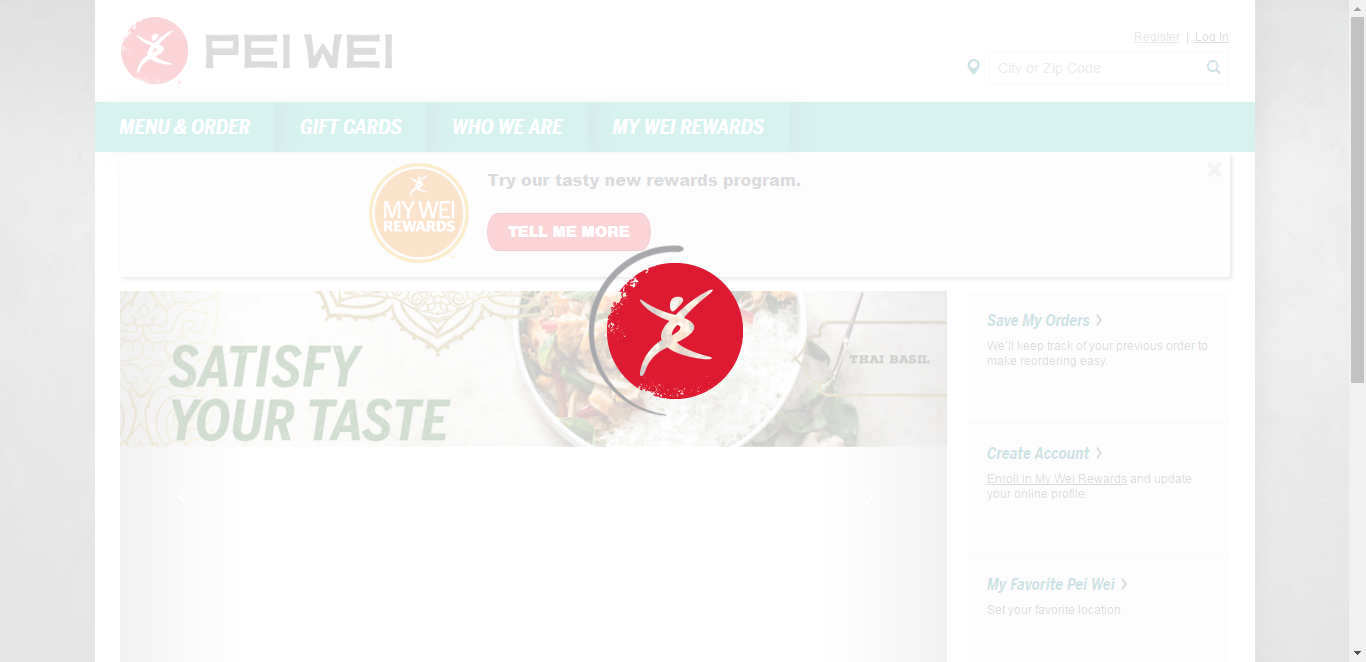 PEI WEI
Register | Log In
City or Zip Code
MENU & ORDER GIFT CARDS WHO WE ARE MY WEI REWARDS
MY WEI
REWARDS
Try our tasty new rewards program.
TELL ME MORE
SATISFY
YOUR TASTE
THAI BASIL
Save My Orders
We'll keep track of your previous order to
make reordering easy.
Create Account
Enroll in My Wei Rewards and update
your online profile.
My Favorite Pei Wei
Set your favorite location.